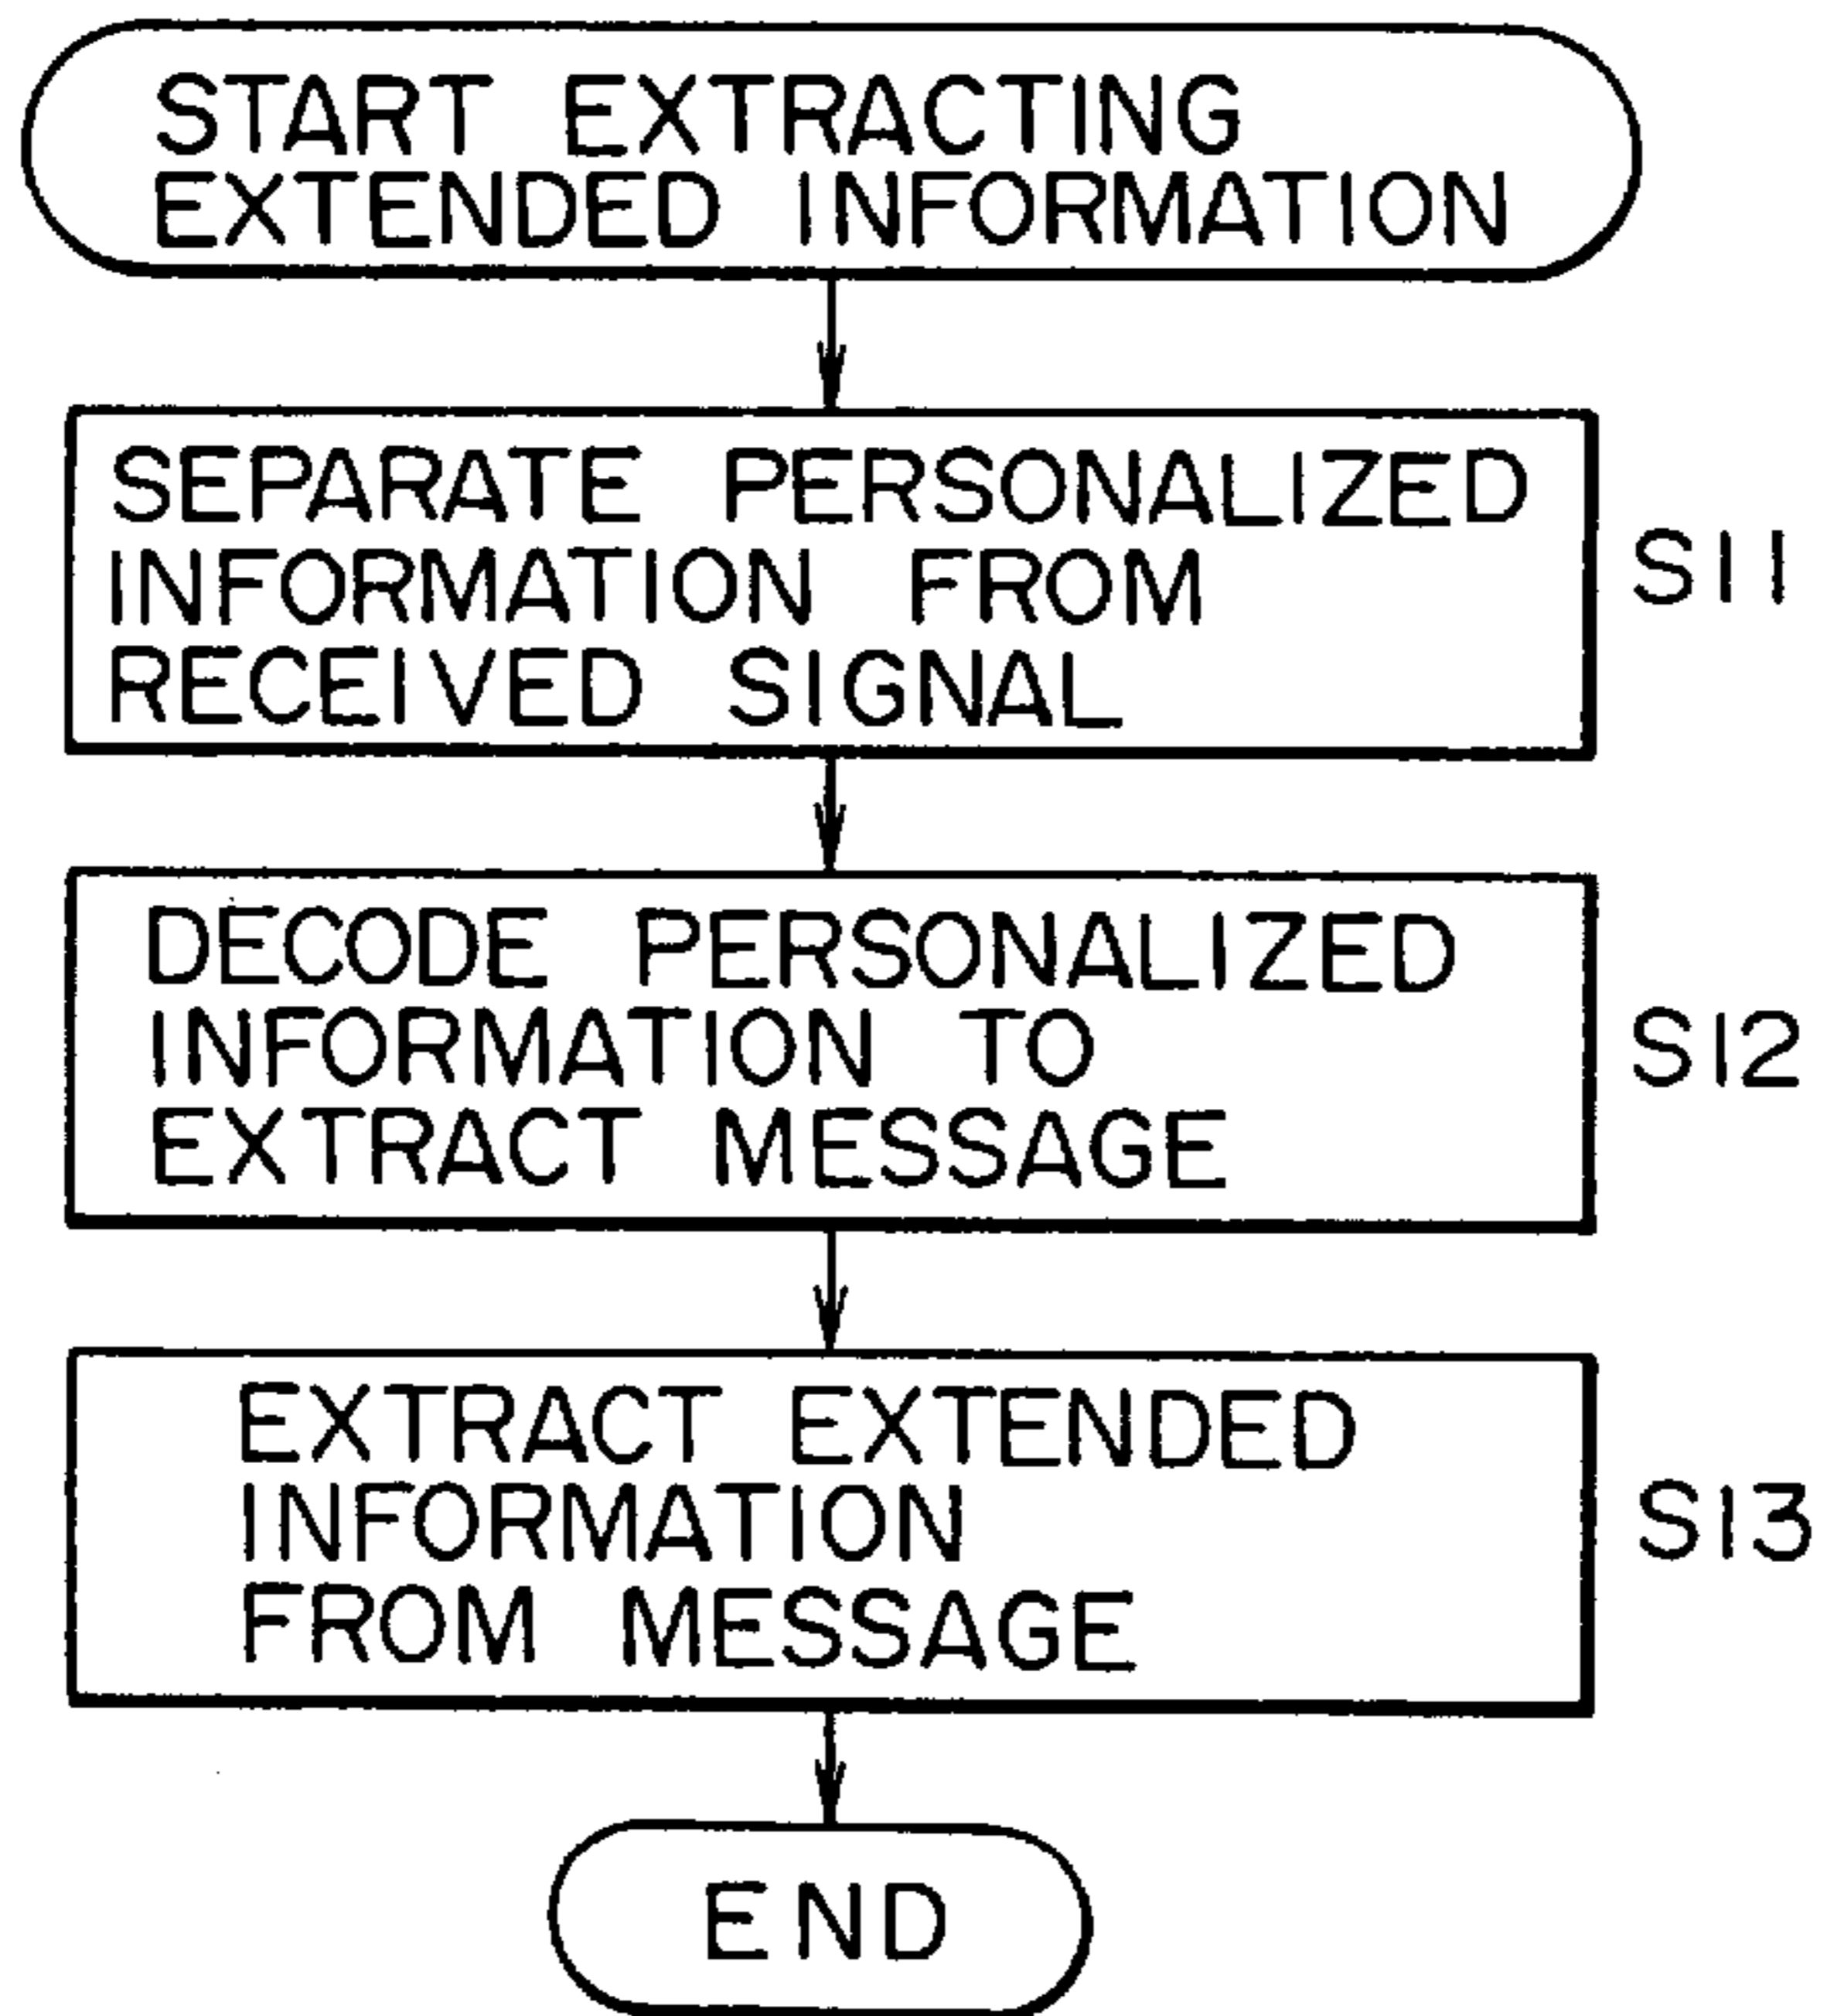 START EXTRACTING
EXTENDED INFORMATION
SEPARATE PERSONALIZED
INFORMATION FROM
RECEIVED SIGNAL
S11
DECODE PERSONALIZED
INFORMATION TO
EXTRACT MESSAGE
S12
EXTRACT EXTENDED
INFORMATION
FROM MESSAGE
S13
END